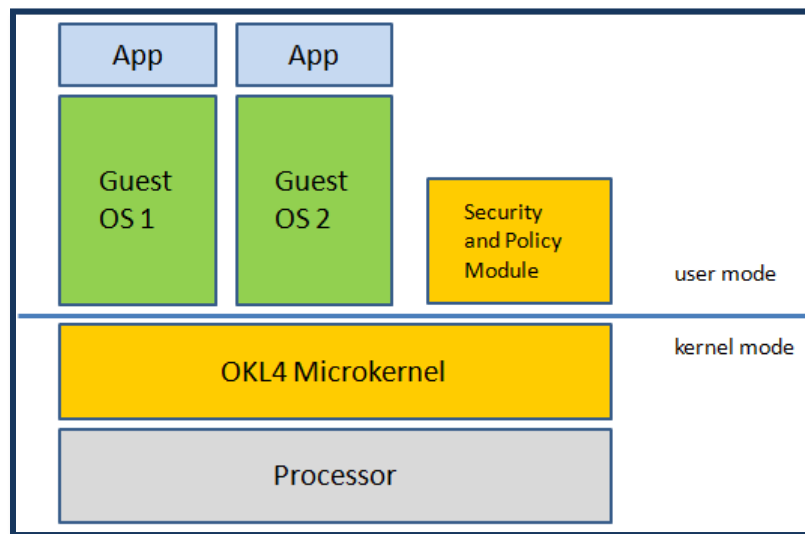 App
App
Guest
OS 1
Guest
OS 2
Security
and Policy
Module
user mode
kernel mode
OKL4 Microkernel
Processor